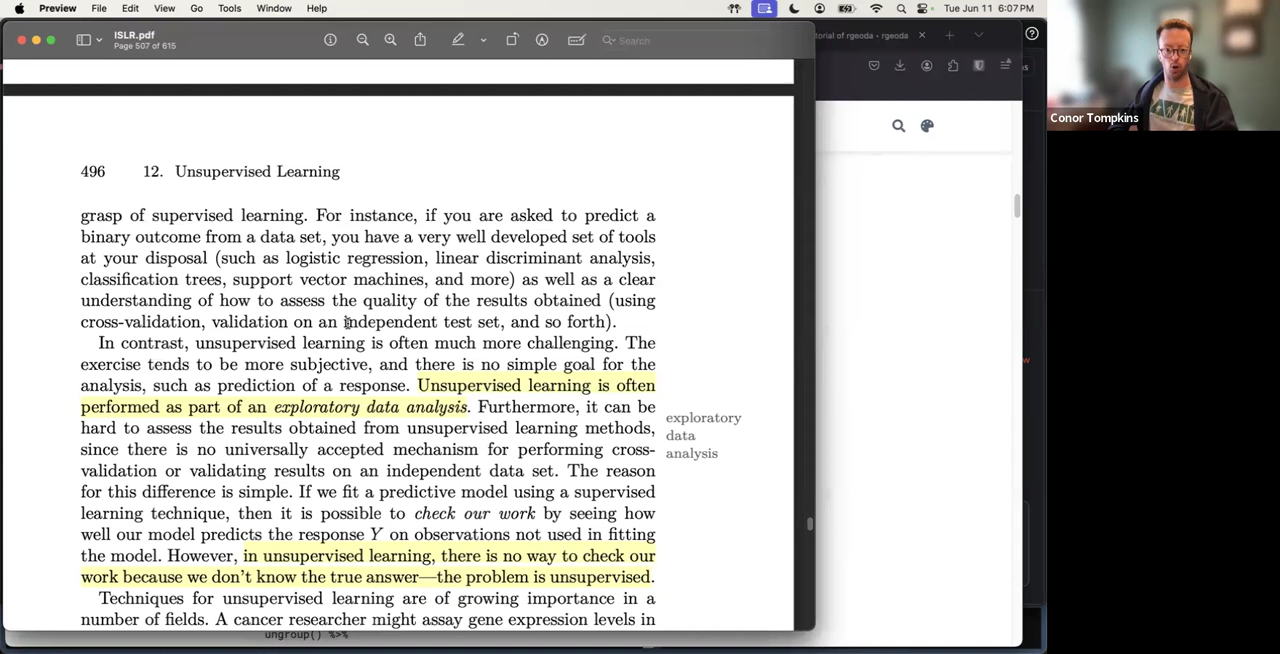 Preview File Edit View Go Tools Window Help
Tue Jun 11 6:07 PM
ISLR.pdf
Page 507 of 615
Search
torial of rgeoda • rgeoda
Conor Tompkins
496 12. Unsupervised Learning
grasp of supervised learning. For instance, if you are asked to predict a
binary outcome from a data set, you have a very well developed set of tools
at your disposal (such as logistic regression, linear discriminant analysis,
classification trees, support vector machines, and more) as well as a clear
understanding of how to assess the quality of the results obtained (using
cross-validation, validation on an independent test set, and so forth).
In contrast, unsupervised learning is often much more challenging. The
exercise tends to be more subjective, and there is no simple goal for the
analysis, such as prediction of a response. Unsupervised learning is often
performed as part of an exploratory data analysis. Furthermore, it can be
hard to assess the results obtained from unsupervised learning methods,
since there is no universally accepted mechanism for performing cross-
validation or validating results on an independent data set. The reason
for this difference is simple. If we fit a predictive model using a supervised
learning technique, then it is possible to check our work by seeing how
well our model predicts the response Y on observations not used in fitting
the model. However, in unsupervised learning, there is no way to check our
work because we don't know the true answer—the problem is unsupervised.
Techniques for unsupervised learning are of growing importance in a
number of fields. A cancer researcher might assay gene expression levels in
exploratory
data
analysis
ungroup() %>%